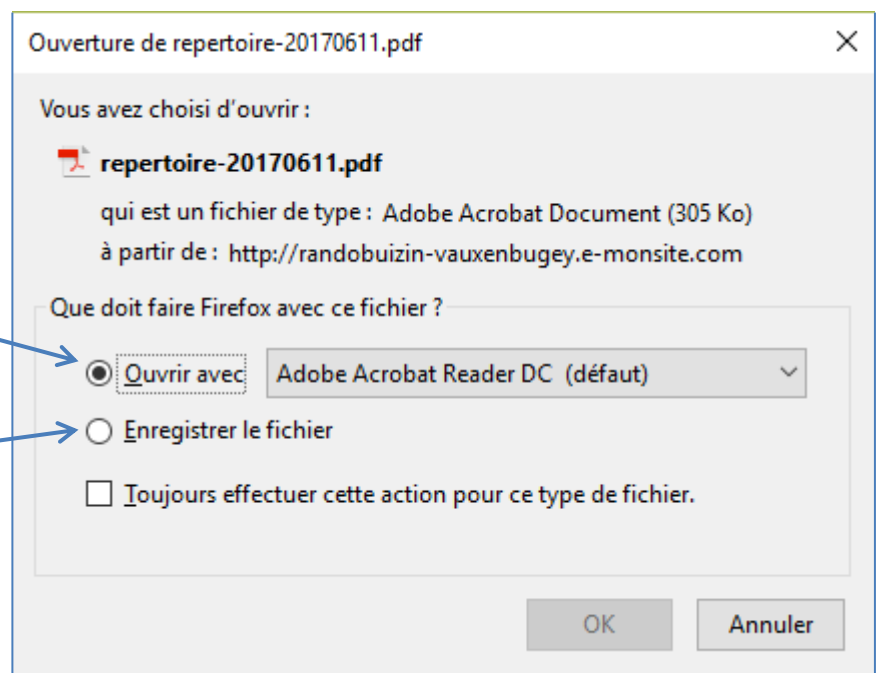 Ouverture de repertoire-20170611.pdf
Vous avez choisi d'ouvrir :
repertoire-20170611.pdf
qui est un fichier de type : Adobe Acrobat Document (305 Ko)
à partir de : http://randobuizin-vauxenbugey.e-monsite.com
Que doit faire Firefox avec ce fichier ?
Ouvrir avec Adobe Acrobat Reader DC (défaut)
Enregistrer le fichier
Toujours effectuer cette action pour ce type de fichier.
OK Annuler